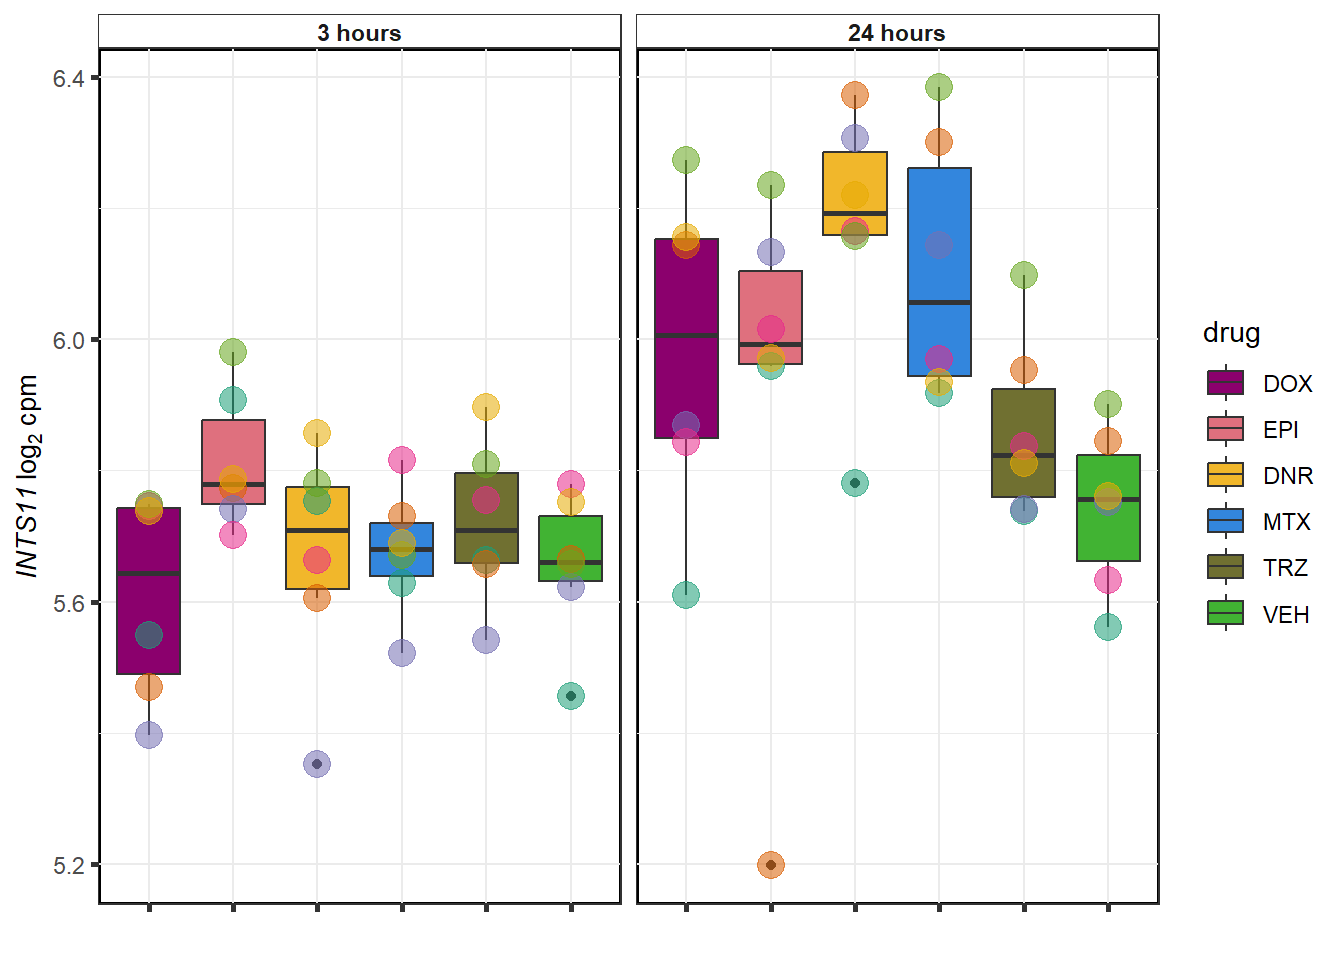 3 hours
24 hours
6.4
6.0
5.6
5.2
INTS11 log2 cpm
drug
DOX
EPI
DNR
MTX
TRZ
VEH